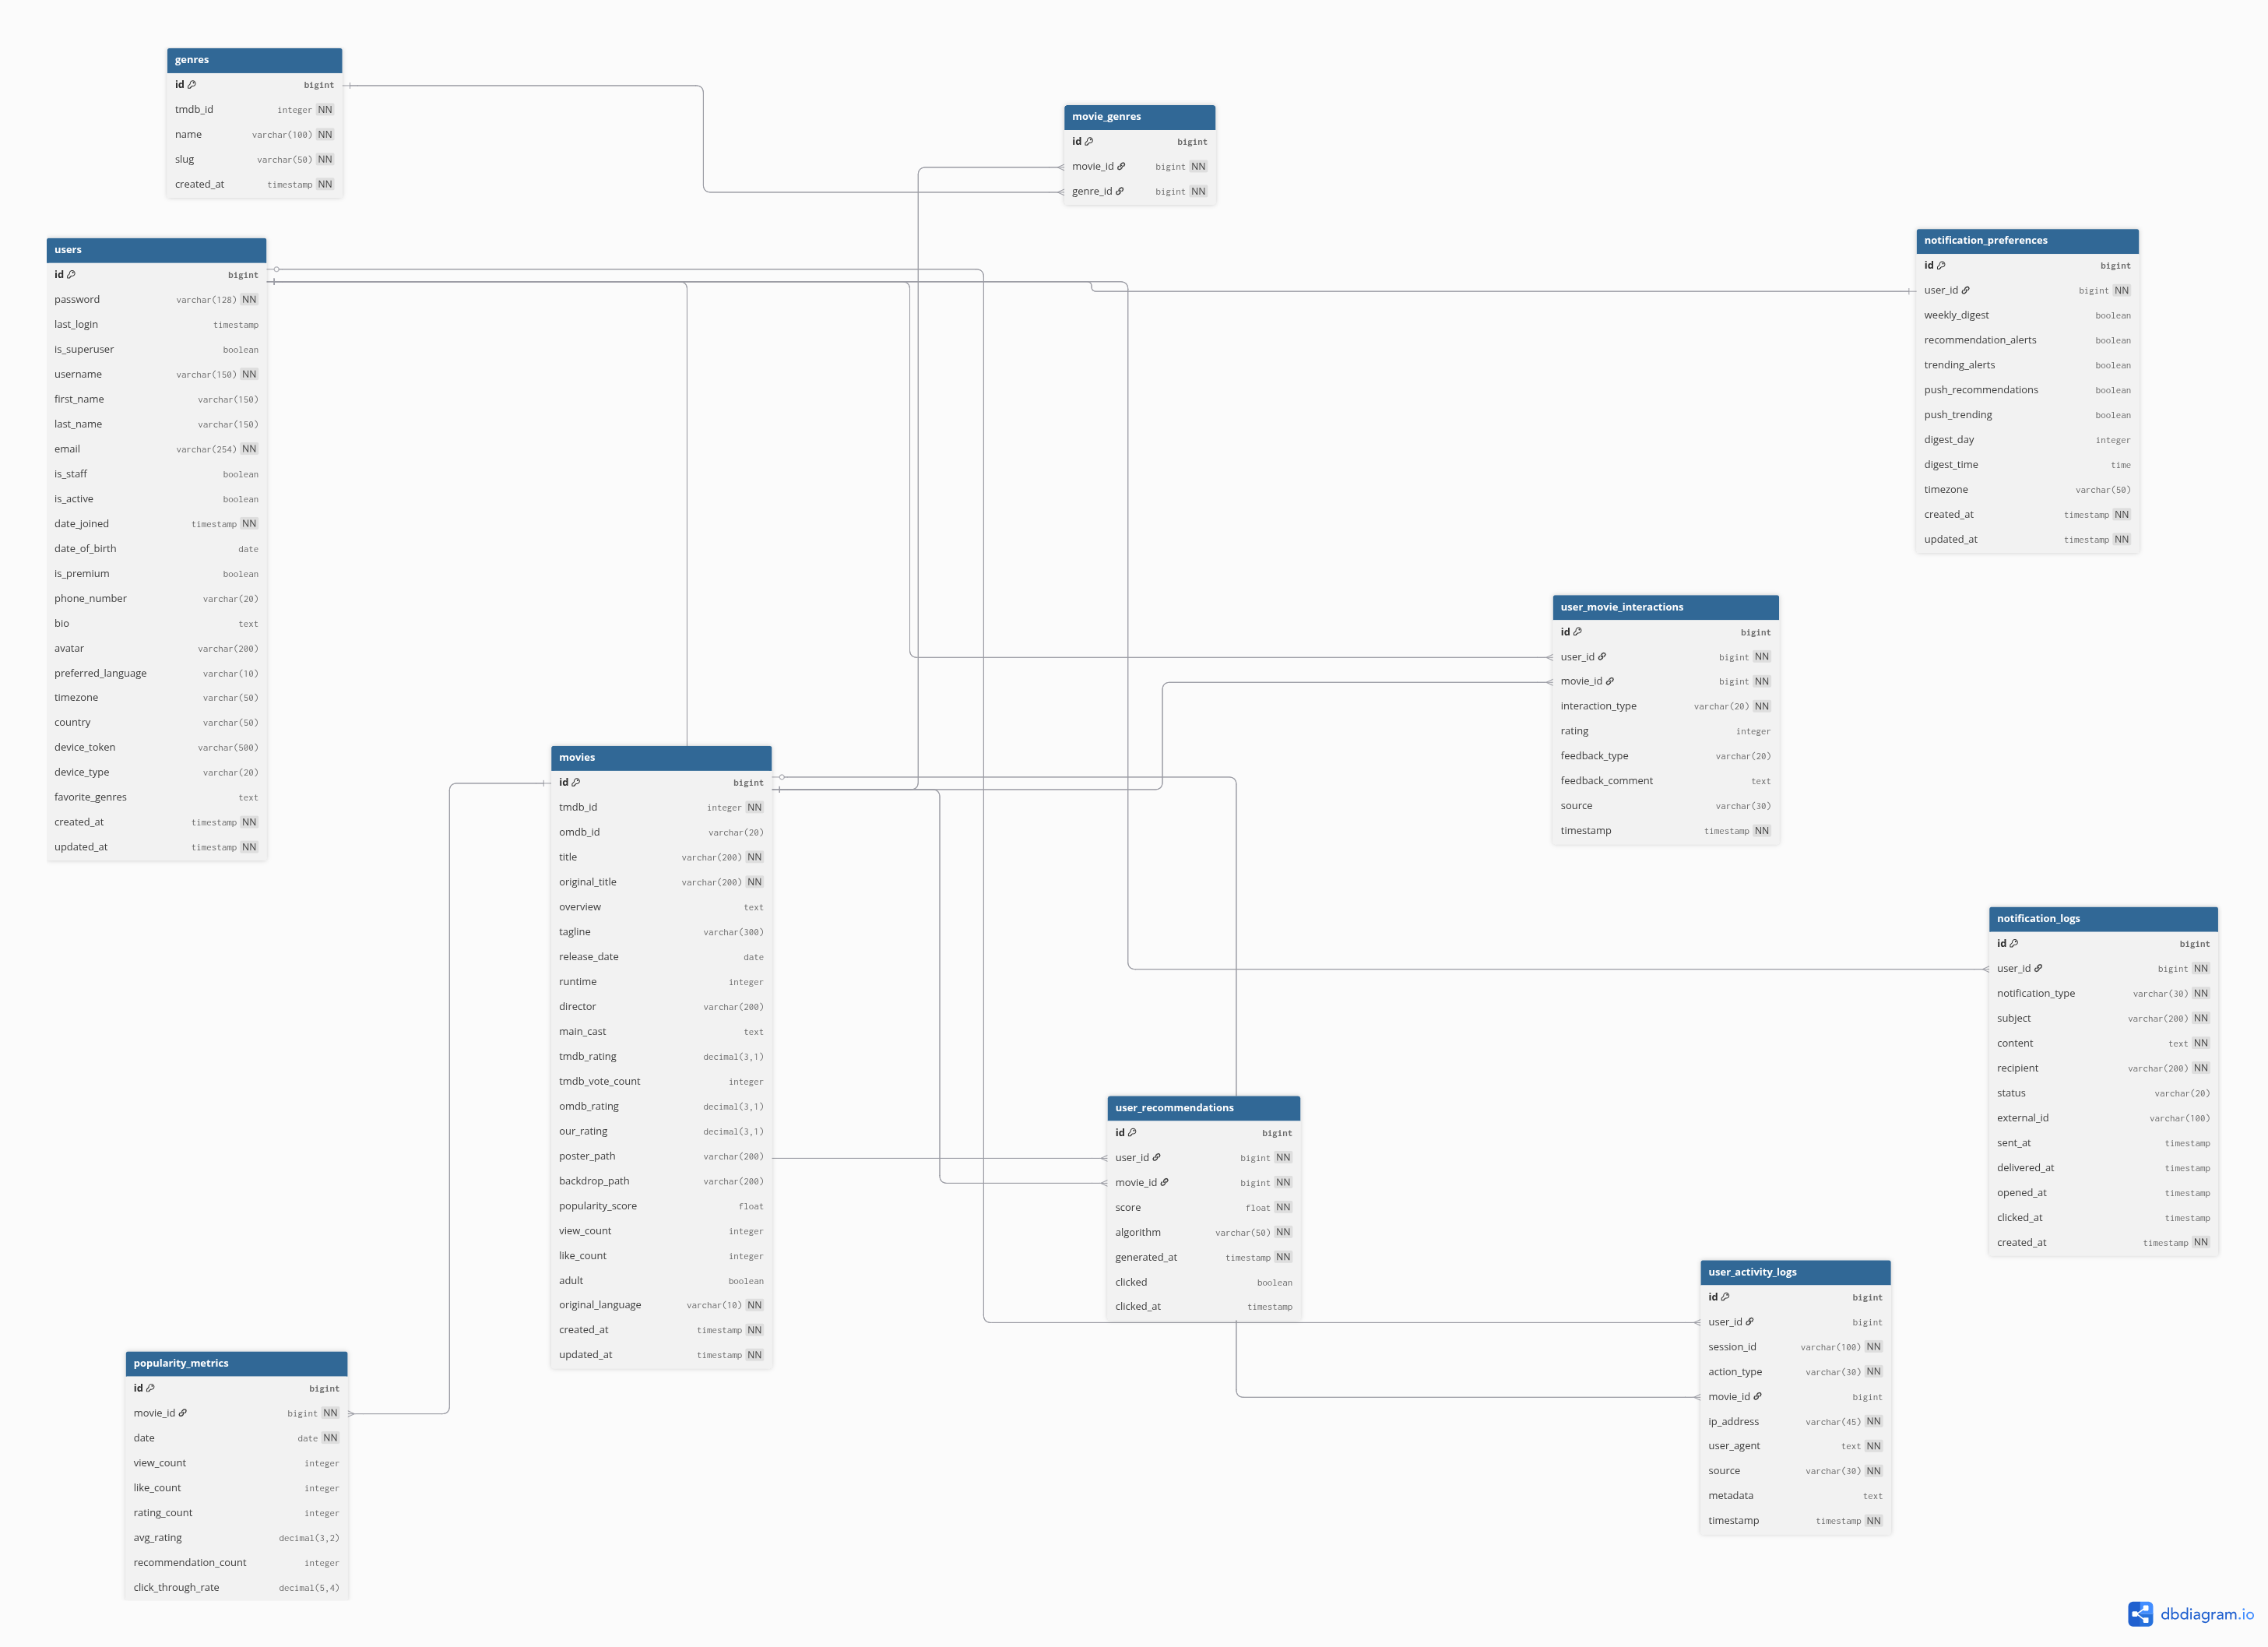 genres
id bigint
tmdb_id integer NN
name varchar(100) NN
slug varchar(50) NN
created_at timestamp NN
movie_genres
id bigint
movie_id bigint NN
genre_id bigint NN
users
id bigint
password varchar(128) NN
last_login timestamp
is_superuser boolean
username varchar(150) NN
first_name varchar(150)
last_name varchar(150)
email varchar(254) NN
is_staff boolean
is_active boolean
date_joined timestamp NN
date_of_birth date
is_premium boolean
phone_number varchar(20)
bio text
avatar varchar(200)
preferred_language varchar(10)
timezone varchar(50)
country varchar(50)
device_token varchar(500)
device_type varchar(20)
favorite_genres text
created_at timestamp NN
updated_at timestamp NN
notification_preferences
id bigint
user_id bigint NN
weekly_digest boolean
recommendation_alerts boolean
trending_alerts boolean
push_recommendations boolean
push_trending boolean
digest_day integer
digest_time time
timezone varchar(50)
created_at timestamp NN
updated_at timestamp NN
user_movie_interactions
id bigint
user_id bigint NN
movie_id bigint NN
interaction_type varchar(20) NN
rating integer
feedback_type varchar(20)
feedback_comment text
source varchar(30)
timestamp timestamp NN
movies
id bigint
tmdb_id integer NN
omdb_id varchar(20)
title varchar(200) NN
original_title varchar(200) NN
overview text
tagline varchar(300)
release_date date
runtime integer
director varchar(200)
main_cast text
tmdb_rating decimal(3,1)
tmdb_vote_count integer
omdb_rating decimal(3,1)
our_rating decimal(3,1)
poster_path varchar(200)
backdrop_path varchar(200)
popularity_score float
view_count integer
like_count integer
adult boolean
original_language varchar(10) NN
created_at timestamp NN
updated_at timestamp NN
notification_logs
id bigint
user_id bigint NN
notification_type varchar(30) NN
subject varchar(200) NN
content text NN
recipient varchar(200) NN
status varchar(20)
external_id varchar(100)
sent_at timestamp
delivered_at timestamp
opened_at timestamp
clicked_at timestamp
created_at timestamp NN
user_recommendations
id bigint
user_id bigint NN
movie_id bigint NN
score float NN
algorithm varchar(50) NN
generated_at timestamp NN
clicked boolean
clicked_at timestamp
user_activity_logs
id bigint
user_id bigint
session_id varchar(100) NN
action_type varchar(30) NN
movie_id bigint
ip_address varchar(45) NN
user_agent text NN
source varchar(30) NN
metadata text
timestamp timestamp NN
popularity_metrics
id bigint
movie_id bigint NN
date date NN
view_count integer
like_count integer
rating_count integer
avg_rating decimal(3,2)
recommendation_count integer
click_through_rate decimal(5,4)
dbdiagram.io